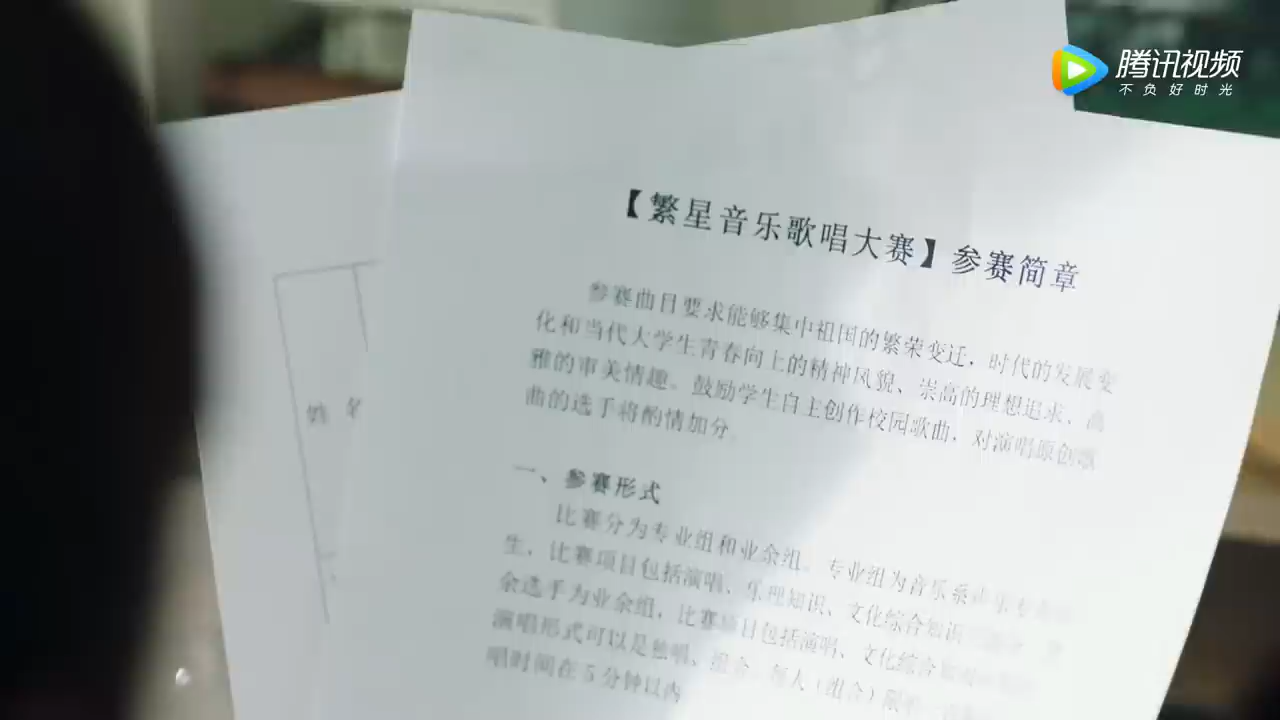 腾讯视频
不负好时光
【繁星音乐歌唱大赛】参赛简章
参赛曲目要求能够集中祖国的繁荣变迁，时代的发展变
化和当代大学生青春向上的精神风貌、崇高的理想追求、高
雅的审美情趣。鼓励学生自主创作校园歌曲，对演唱原创歌
曲的选手将酌情加分。
一、参赛形式
比赛分为专业组和业余组。专业组为音乐系
生，比赛项目包括演唱、乐理知识、文化综合知识
余选手为业余组，比赛项目包括演唱、文化综合知
演唱形式可以是独唱、组合，每人（组合）限
唱时间在5分钟以内
姓 名